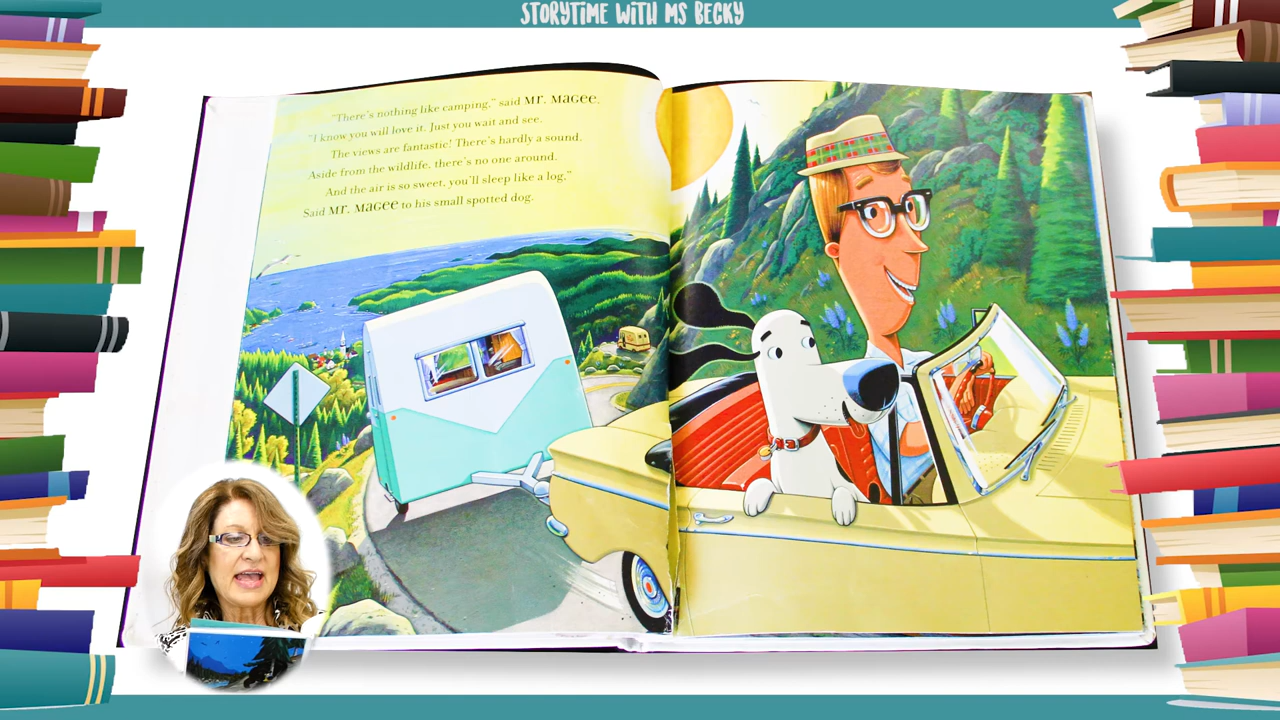 STORYTIME WITH MS BECKY
"There's nothing like camping," said Mr. Magee.
"I know you will love it. Just you wait and see.
The views are fantastic! There's hardly a sound.
Aside from the wildlife, there's no one around.
And the air is so sweet, you'll sleep like a log,"
Said Mr. Magee to his small spotted dog.